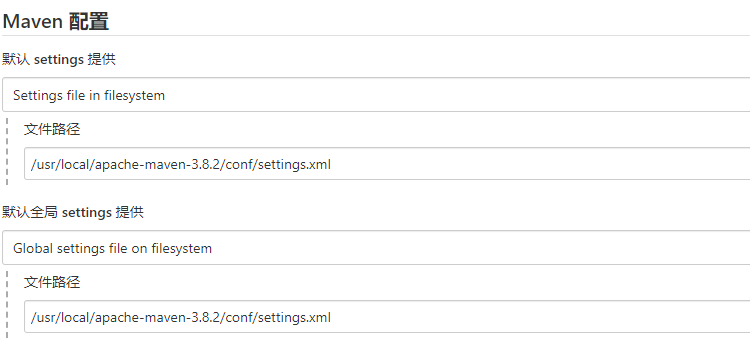 Maven 配置
默认 settings 提供
Settings file in filesystem
文件路径
/usr/local/apache-maven-3.8.2/conf/settings.xml
默认全局 settings 提供
Global settings file on filesystem
文件路径
/usr/local/apache-maven-3.8.2/conf/settings.xml